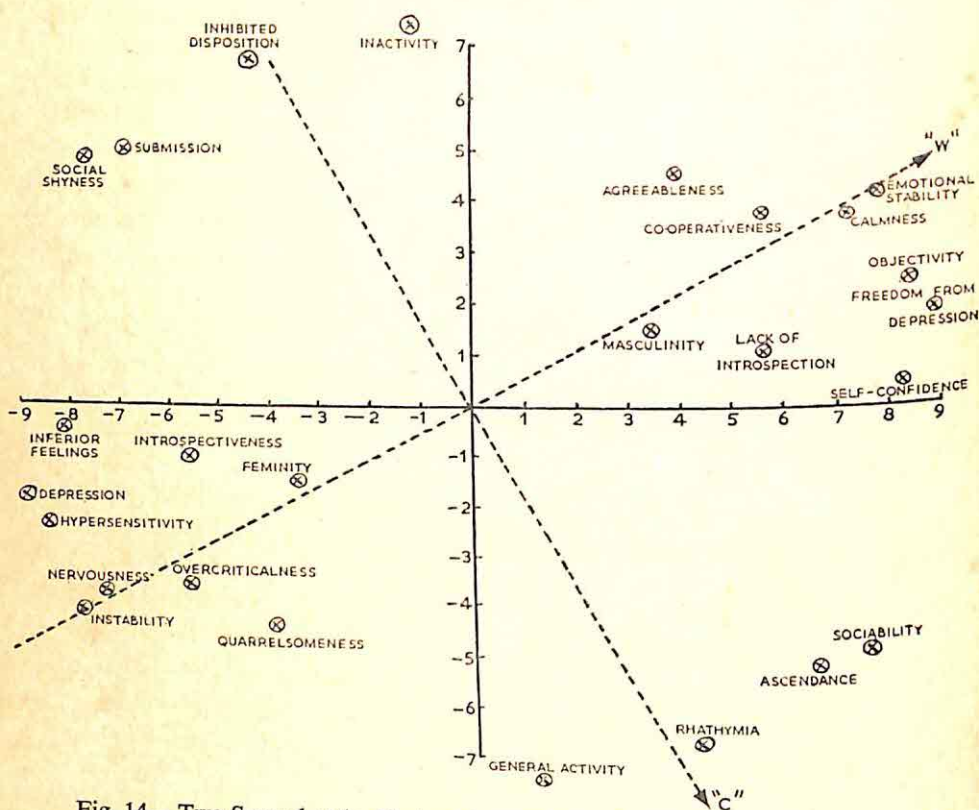 INHIBITED
DISPOSITION
INACTIVITY
7
6
5
4
3
2
1
SUBMISSION
SOCIAL
SHYNESS
"W"
AGREEABLENESS
EMOTIONAL
STABILITY
CO-OPERATIVENESS
CALMNESS
OBJECTIVITY
FREEDOM FROM
DEPRESSION
MASCULINITY
LACK OF
INTROSPECTION
SELF-CONFIDENCE
-9 -8 -7 -6 -5 -4 -3 -2 -1 1 2 3 4 5 6 7 8 9
INFERIOR
FEELINGS
INTROSPECTIVENESS
FEMINITY
DEPRESSION
HYPERSENSITIVITY
NERVOUSNESS
OVERCRITICALNESS
INSTABILITY
QUARRELSOMENESS
-1
-2
-3
-4
-5
-6
-7
SOCIABILITY
ASCENDANCE
RHATHYMIA
GENERAL ACTIVITY
"C"